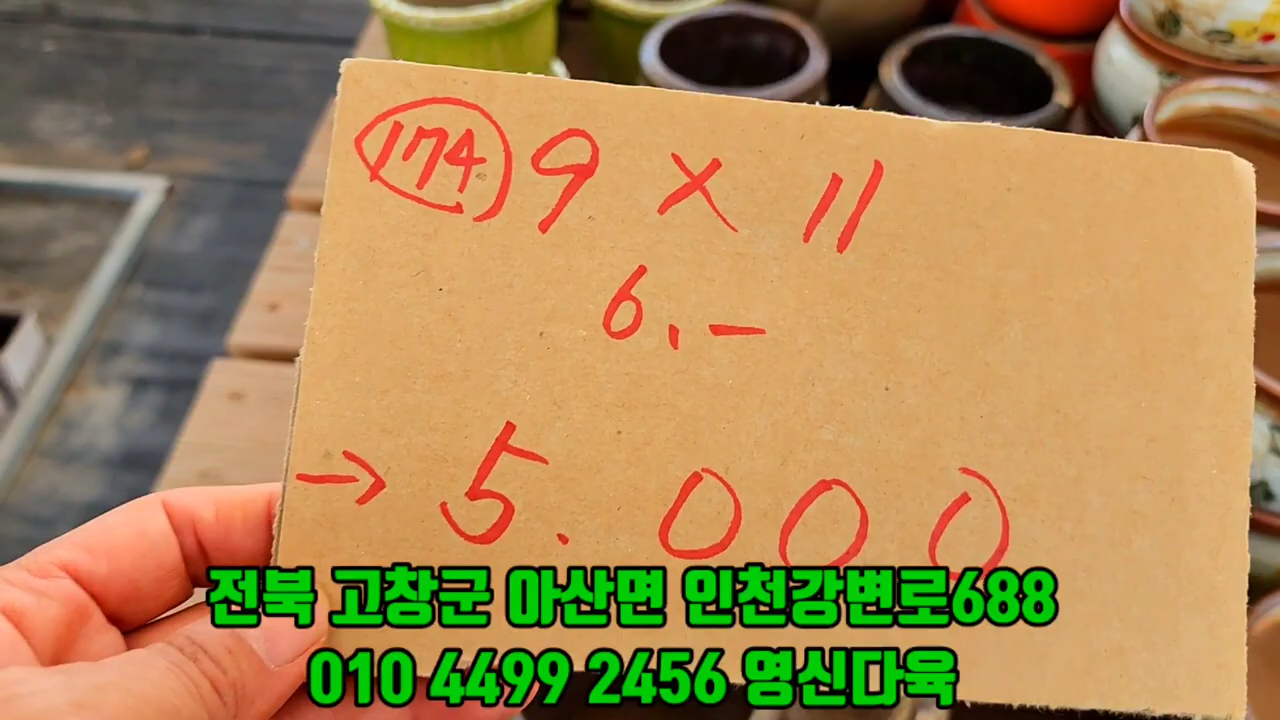 174 9 × 11
6.-
→ 5.000
전북 고창군 아산면 인천강변로688
010 4499 2456 영신다육